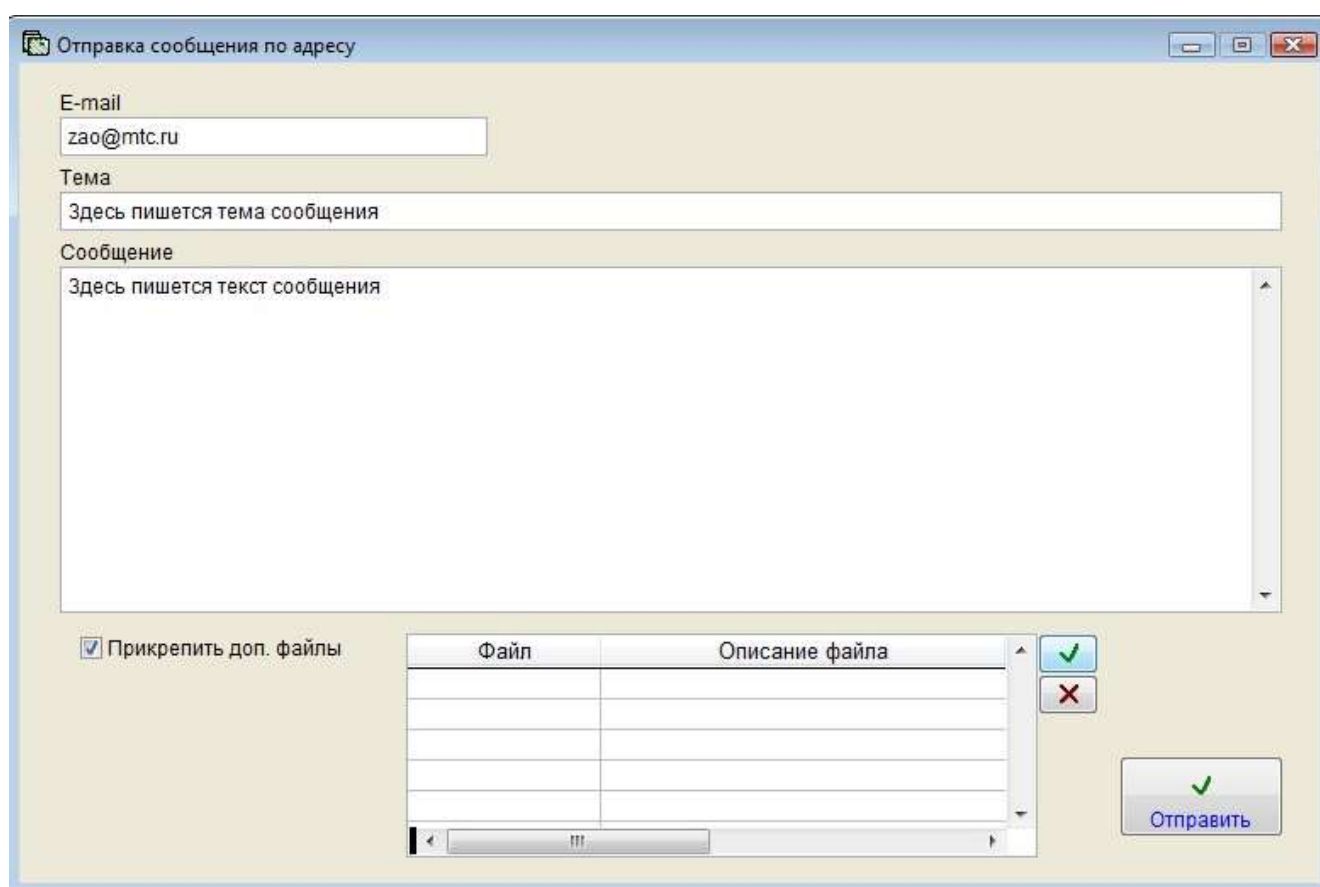 Отправка сообщения по адресу
E-mail
zao@mtc.ru
Тема
Здесь пишется тема сообщения
Сообщение
Здесь пишется текст сообщения
Прикрепить доп. файлы
Файл Описание файла
Отправить